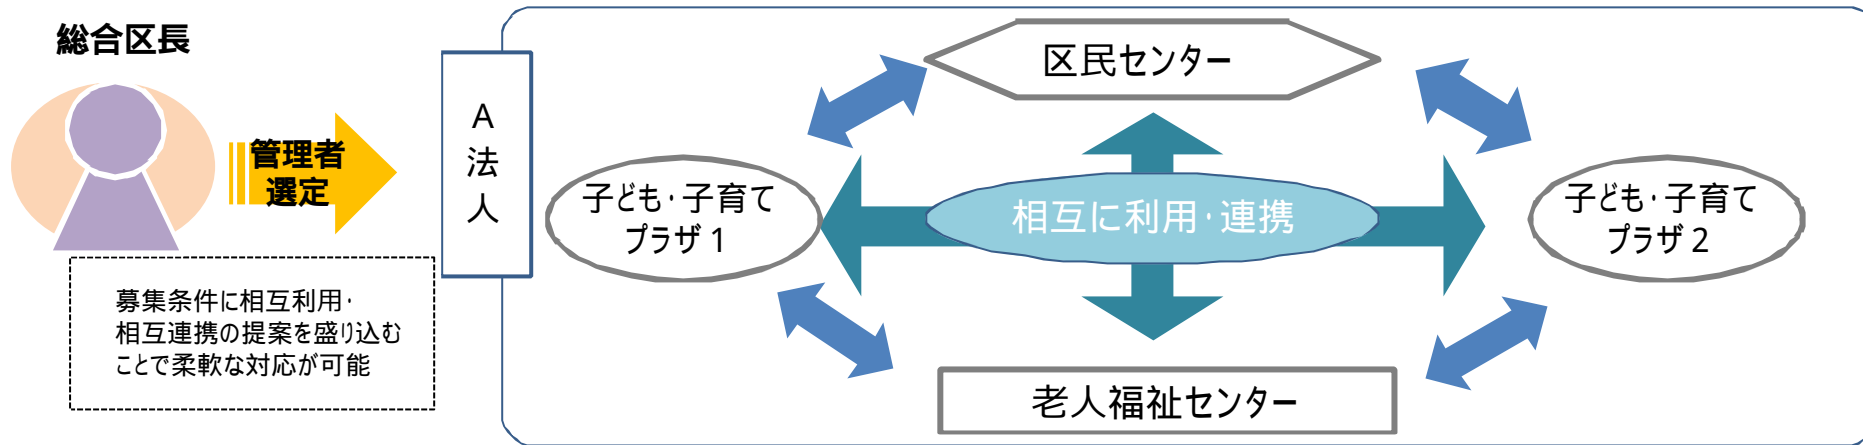 総合区長
管理者
選定
募集条件に相互利用・
相互連携の提案を盛り込む
ことで柔軟な対応が可能
A
法
人
区民センター
子ども・子育て
プラザ1
相互に利用・連携
子ども・子育て
プラザ2
老人福祉センター